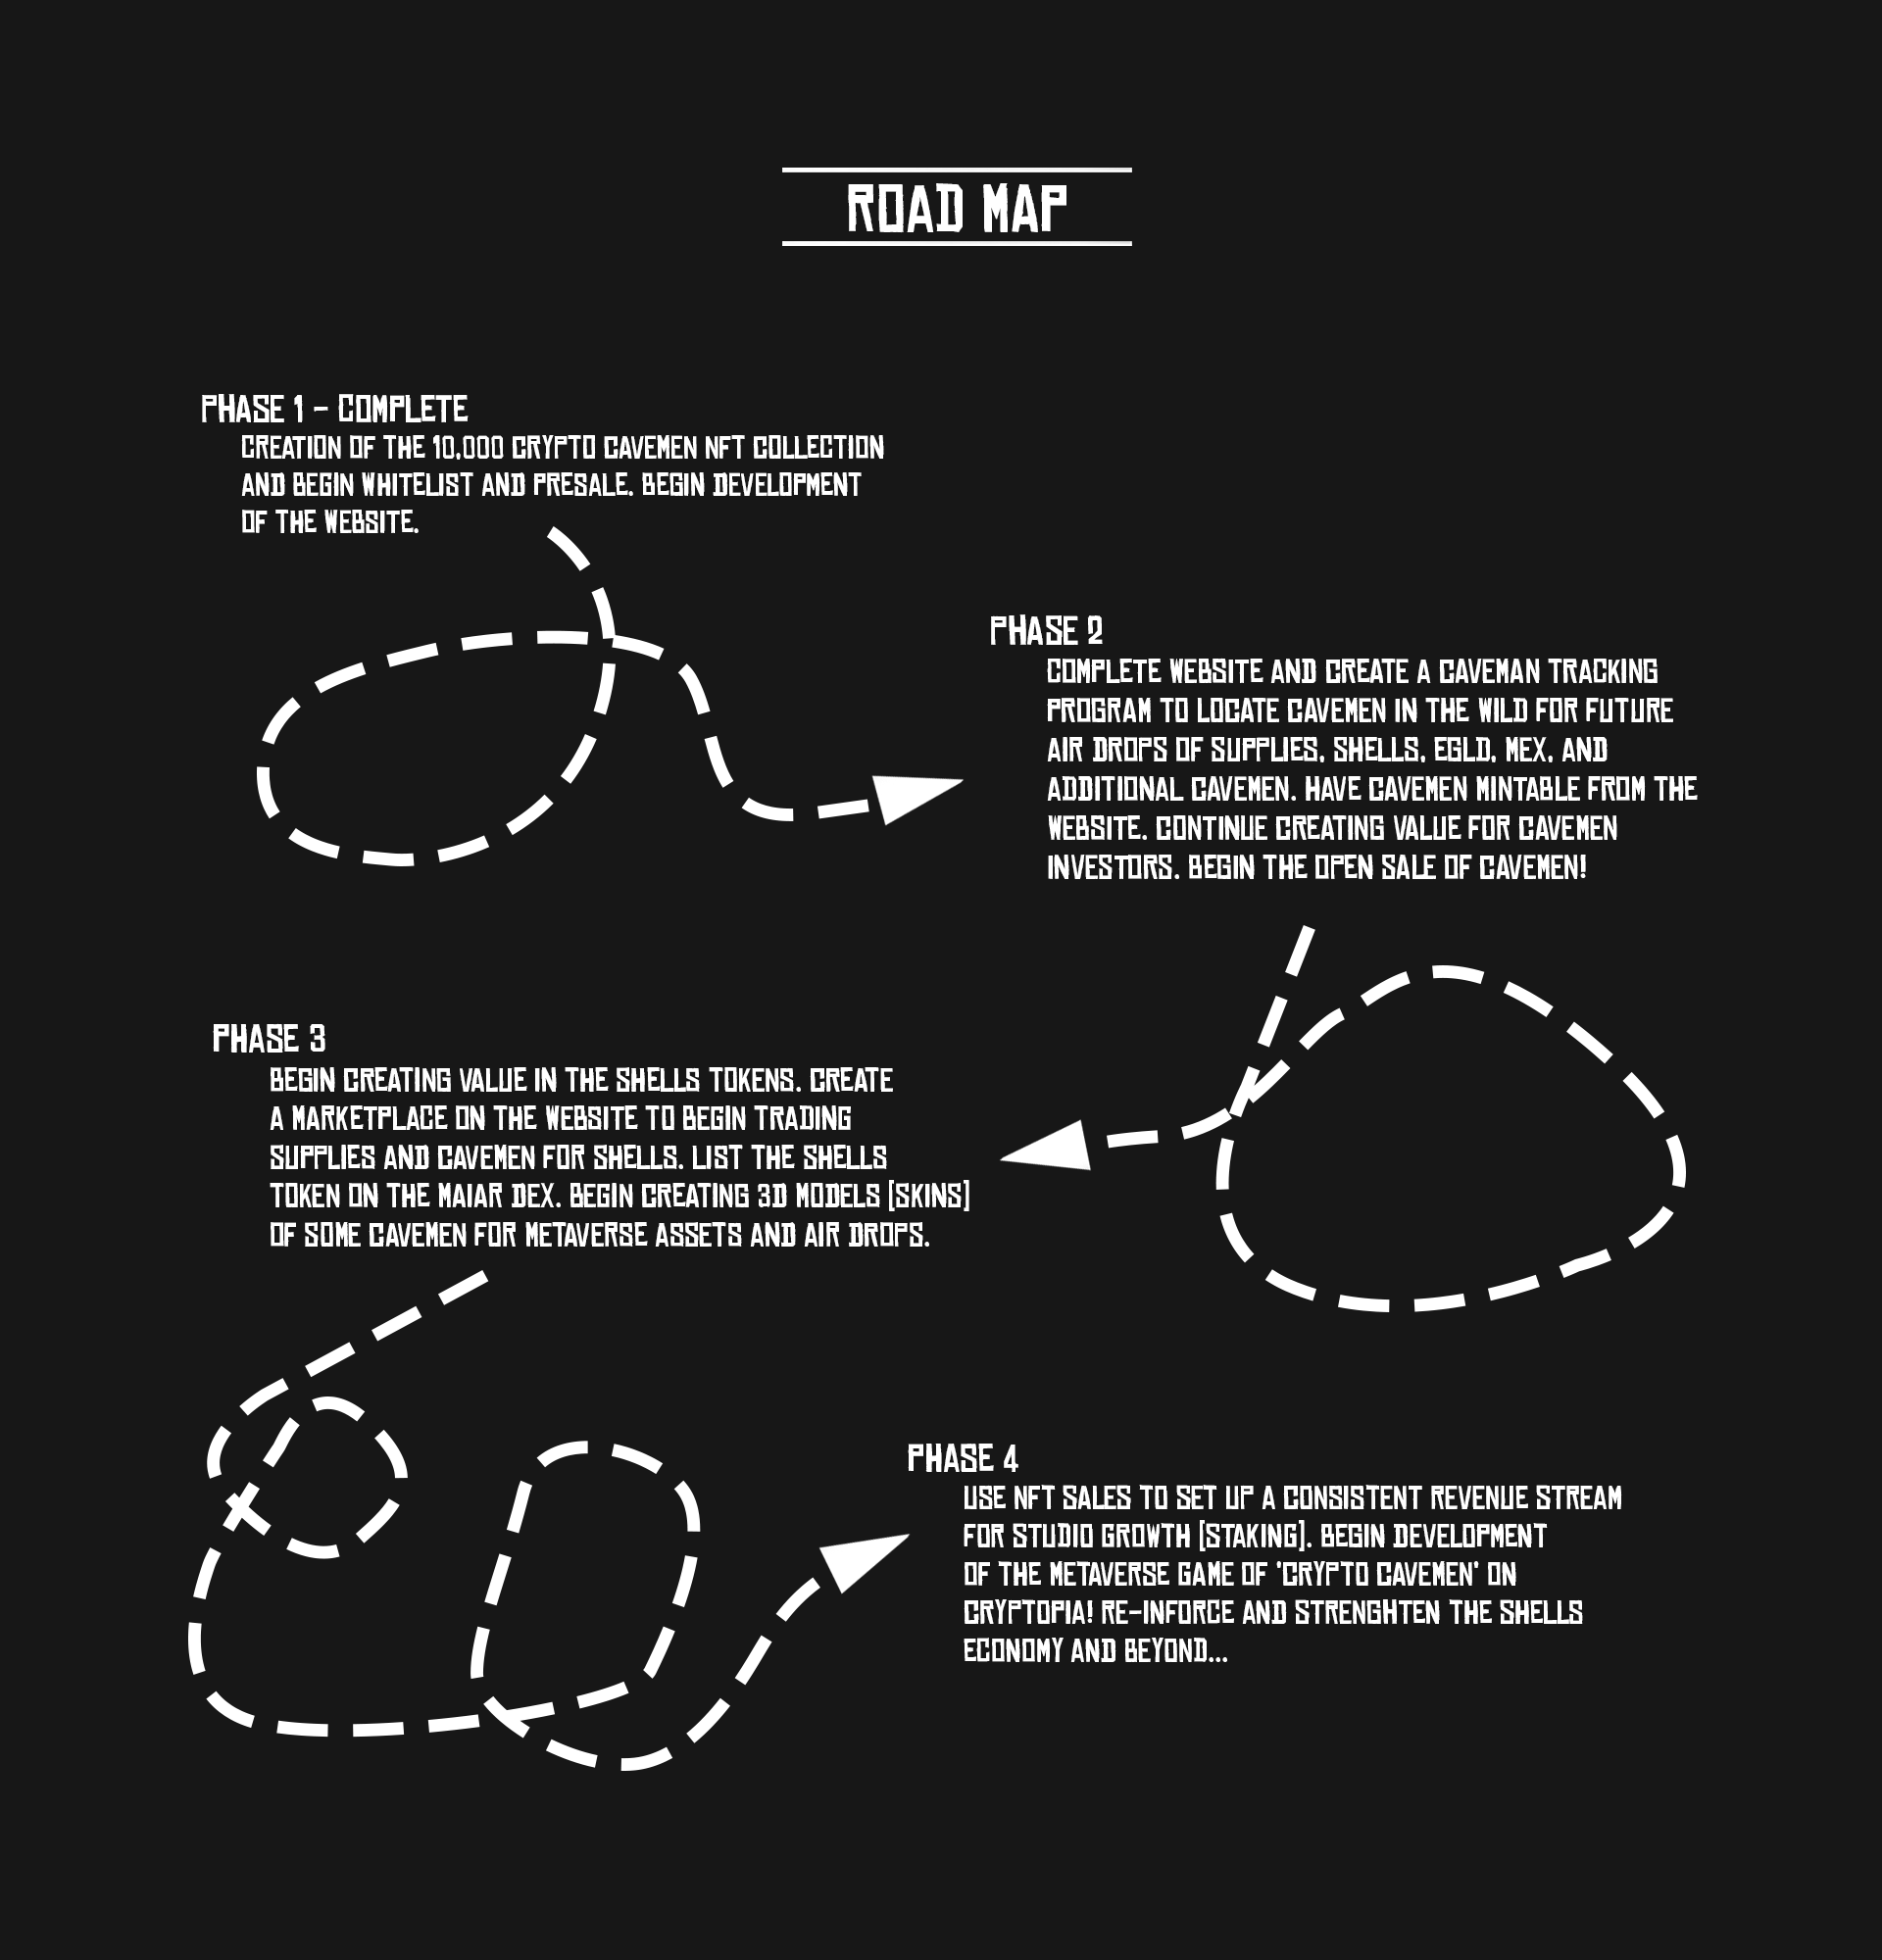 ROAD MAP
PHASE 1 - COMPLETE
CREATION OF THE 10,000 CRYPTO CAVEMEN NFT COLLECTION
AND BEGIN WHITELIST AND PRESALE. BEGIN DEVELOPMENT
OF THE WEBSITE.
PHASE 2
COMPLETE WEBSITE AND CREATE A CAVEMAN TRACKING
PROGRAM TO LOCATE CAVEMEN IN THE WILD FOR FUTURE
AIR DROPS OF SUPPLIES, SHELLS, EGLD, MEX, AND
ADDITIONAL CAVEMEN. HAVE CAVEMEN MINTABLE FROM THE
WEBSITE. CONTINUE CREATING VALUE FOR CAVEMEN
INVESTORS. BEGIN THE OPEN SALE OF CAVEMEN!
PHASE 3
BEGIN CREATING VALUE IN THE SHELLS TOKENS. CREATE
A MARKETPLACE ON THE WEBSITE TO BEGIN TRADING
SUPPLIES AND CAVEMEN FOR SHELLS. LIST THE SHELLS
TOKEN ON THE MAIAR DEX. BEGIN CREATING 3D MODELS (SKINS)
OF SOME CAVEMEN FOR METAVERSE ASSETS AND AIR DROPS.
PHASE 4
USE NFT SALES TO SET UP A CONSISTENT REVENUE STREAM
FOR STUDIO GROWTH (STAKING). BEGIN DEVELOPMENT
OF THE METAVERSE GAME OF 'CRYPTO CAVEMEN' ON
CRYPTOPIA! RE-INFORCE AND STRENGHTEN THE SHELLS
ECONOMY AND BEYOND...